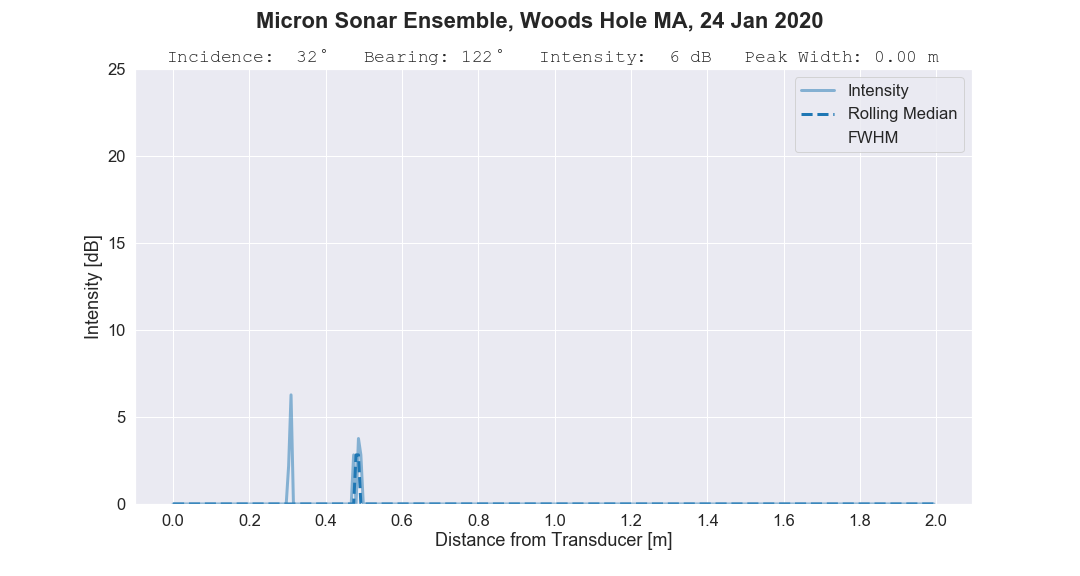 Micron Sonar Ensemble, Woods Hole MA, 24 Jan 2020
Incidence:  32°   Bearing: 122°   Intensity:  6 dB   Peak Width: 0.00 m
25
20
15
10
5
0
Intensity [dB]
Intensity
Rolling Median
FWHM
0.0 0.2 0.4 0.6 0.8 1.0 1.2 1.4 1.6 1.8 2.0
Distance from Transducer [m]